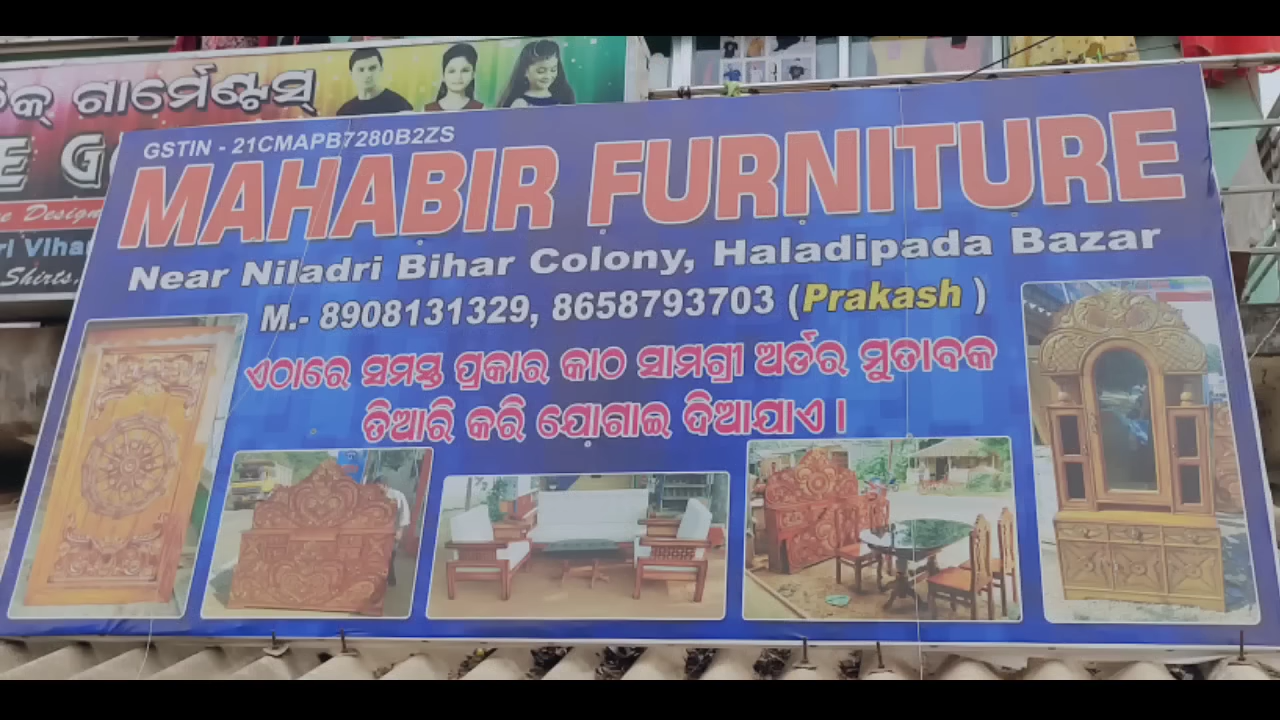 ଗାର୍ମେଣ୍ଟସ୍
GSTIN - 21CMAPB7280B2ZS
MAHABIR FURNITURE
Near Niladri Bihar Colony, Haladipada Bazar
M.- 8908131329, 8658793703 (Prakash )
ଏଠାରେ ସମସ୍ତ ପ୍ରକାର କାଠ ସାମଗ୍ରୀ ଅର୍ଡର ମୁତାବକ
ତିଆରି କରି ଯୋଗାଇ ଦିଆଯାଏ ।
Shirts,